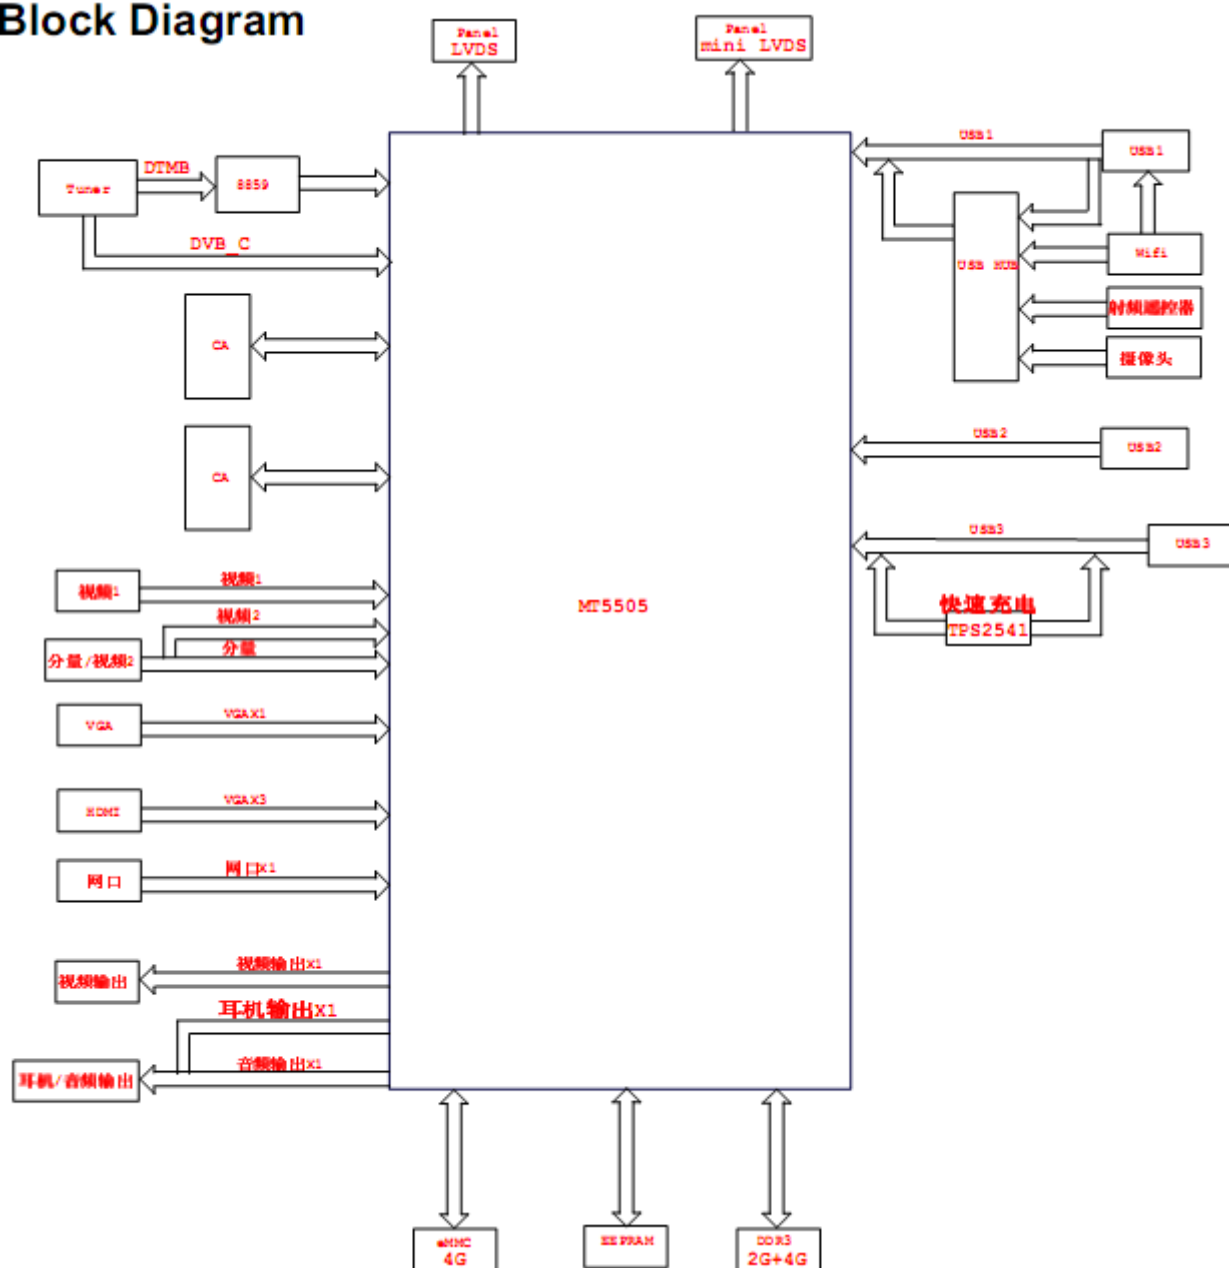 Block Diagram
Panel
LVDS
Panel
mini LVDS
Tuner
DTMB
8859
DVB_C
CA
CA
视频1
视频1
视频2
分量/视频2
分量
VGA
VGAX1
HDMI
VGAX3
网口
网口X1
视频输出
视频输出X1
耳机输出X1
耳机/音频输出
音频输出X1
MT5505
USB1
USB1
USB HUB
Wifi
射频遥控器
摄像头
USB2
USB2
USB3
USB3
快速充电
TPS2541
eMMC
4G
EEPRAM
DDR3
2G+4G